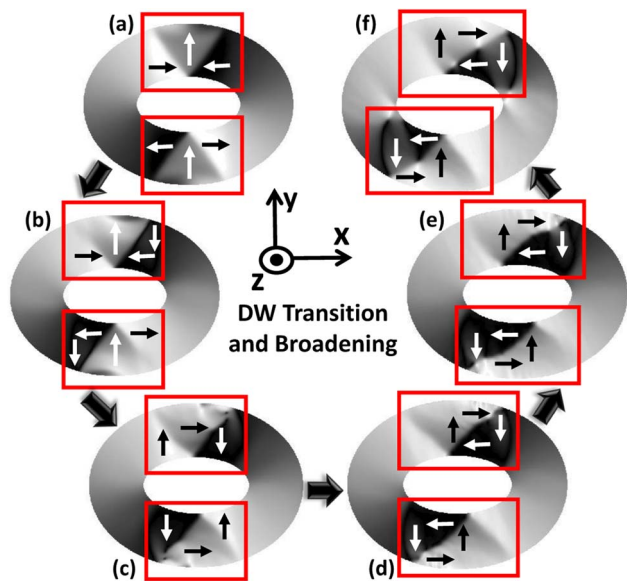 (a)
(f)
(b)
y
x
z
(e)
DW Transition
and Broadening
(c)
(d)